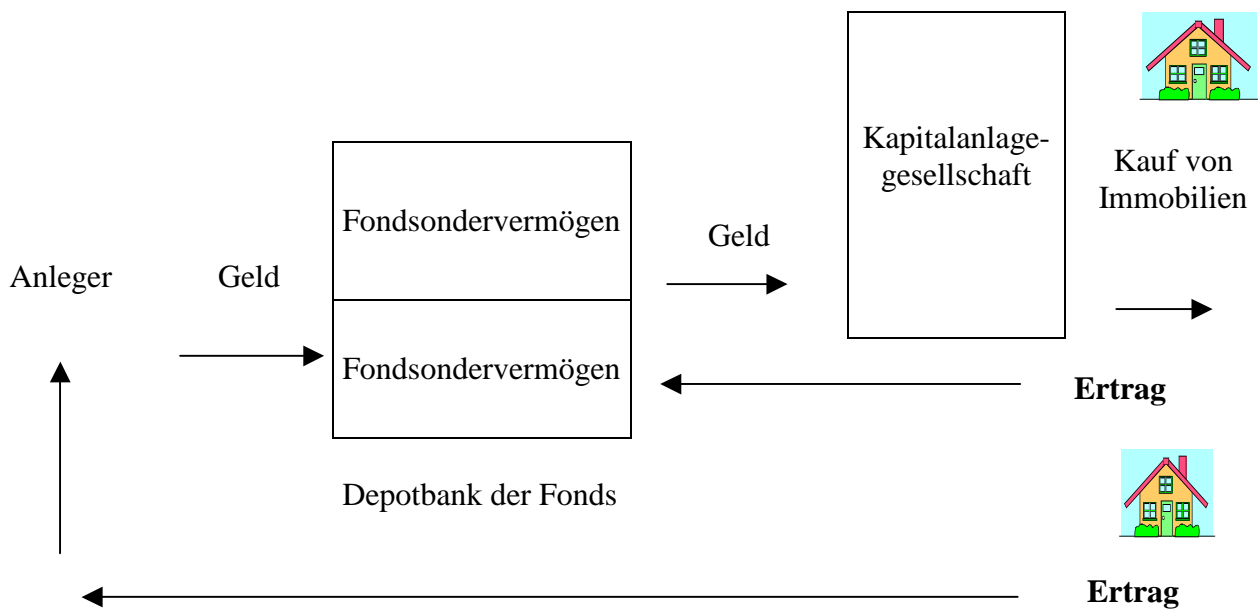 Kapitalanlage-
gesellschaft
Kauf von
Immobilien
Fondsondervermögen
Geld
Anleger
Geld
Fondsondervermögen
Ertrag
Depotbank der Fonds
Ertrag